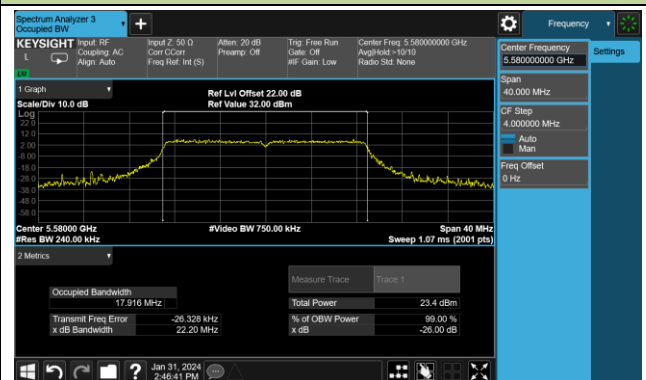 Spectrum Analyzer 3
Occupied BW
Frequency
KEYSIGHT
L
Input: RF
Coupling: AC
Align: Auto
Input Z: 50 Ω
Corr CCorr
Freq Ref: Int (S)
Atten: 20 dB
Preamp: Off
Trig: Free Run
Gate: Off
#IF Gain: Low
Center Freq: 5.580000000 GHz
Avg|Hold:>10/10
Radio Std: None
1 Graph
Scale/Div 10.0 dB
Ref Lvl Offset 22.00 dB
Ref Value 32.00 dBm
Log
22.0
12.0
2.00
-8.00
-18.0
-28.0
-38.0
-48.0
-58.0
Center 5.58000 GHz
#Res BW 240.00 kHz
#Video BW 750.00 kHz
Span 40 MHz
Sweep 1.07 ms (2001 pts)
2 Metrics
Measure Trace
Trace 1
Occupied Bandwidth
17.916 MHz
Total Power
23.4 dBm
Transmit Freq Error
-26.328 kHz
% of OBW Power
99.00 %
x dB Bandwidth
22.20 MHz
x dB
-26.00 dB
Center Frequency
5.580000000 GHz
Settings
Span
40.000 MHz
CF Step
4.000000 MHz
Auto
Man
Freq Offset
0 Hz
?
Jan 31, 2024
2:46:41 PM